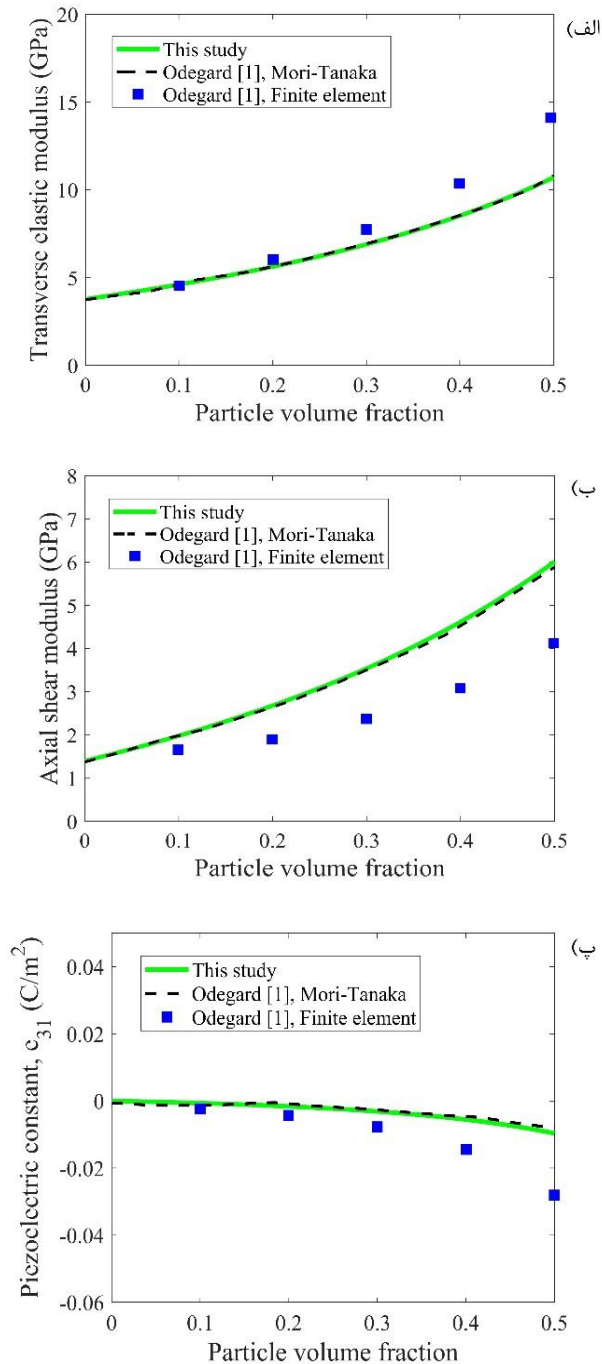 الف)
20
15
10
5
0
Transverse elastic modulus (GPa)
This study
Odegard [1], Mori-Tanaka
Odegard [1], Finite element
0 0.1 0.2 0.3 0.4 0.5
Particle volume fraction
ب)
8
7
6
5
4
3
2
1
0
Axial shear modulus (GPa)
This study
Odegard [1], Mori-Tanaka
Odegard [1], Finite element
0 0.1 0.2 0.3 0.4 0.5
Particle volume fraction
پ)
0.04
0.02
0
-0.02
-0.04
-0.06
Piezoelectric constant, e31 (C/m2)
This study
Odegard [1], Mori-Tanaka
Odegard [1], Finite element
0 0.1 0.2 0.3 0.4 0.5
Particle volume fraction